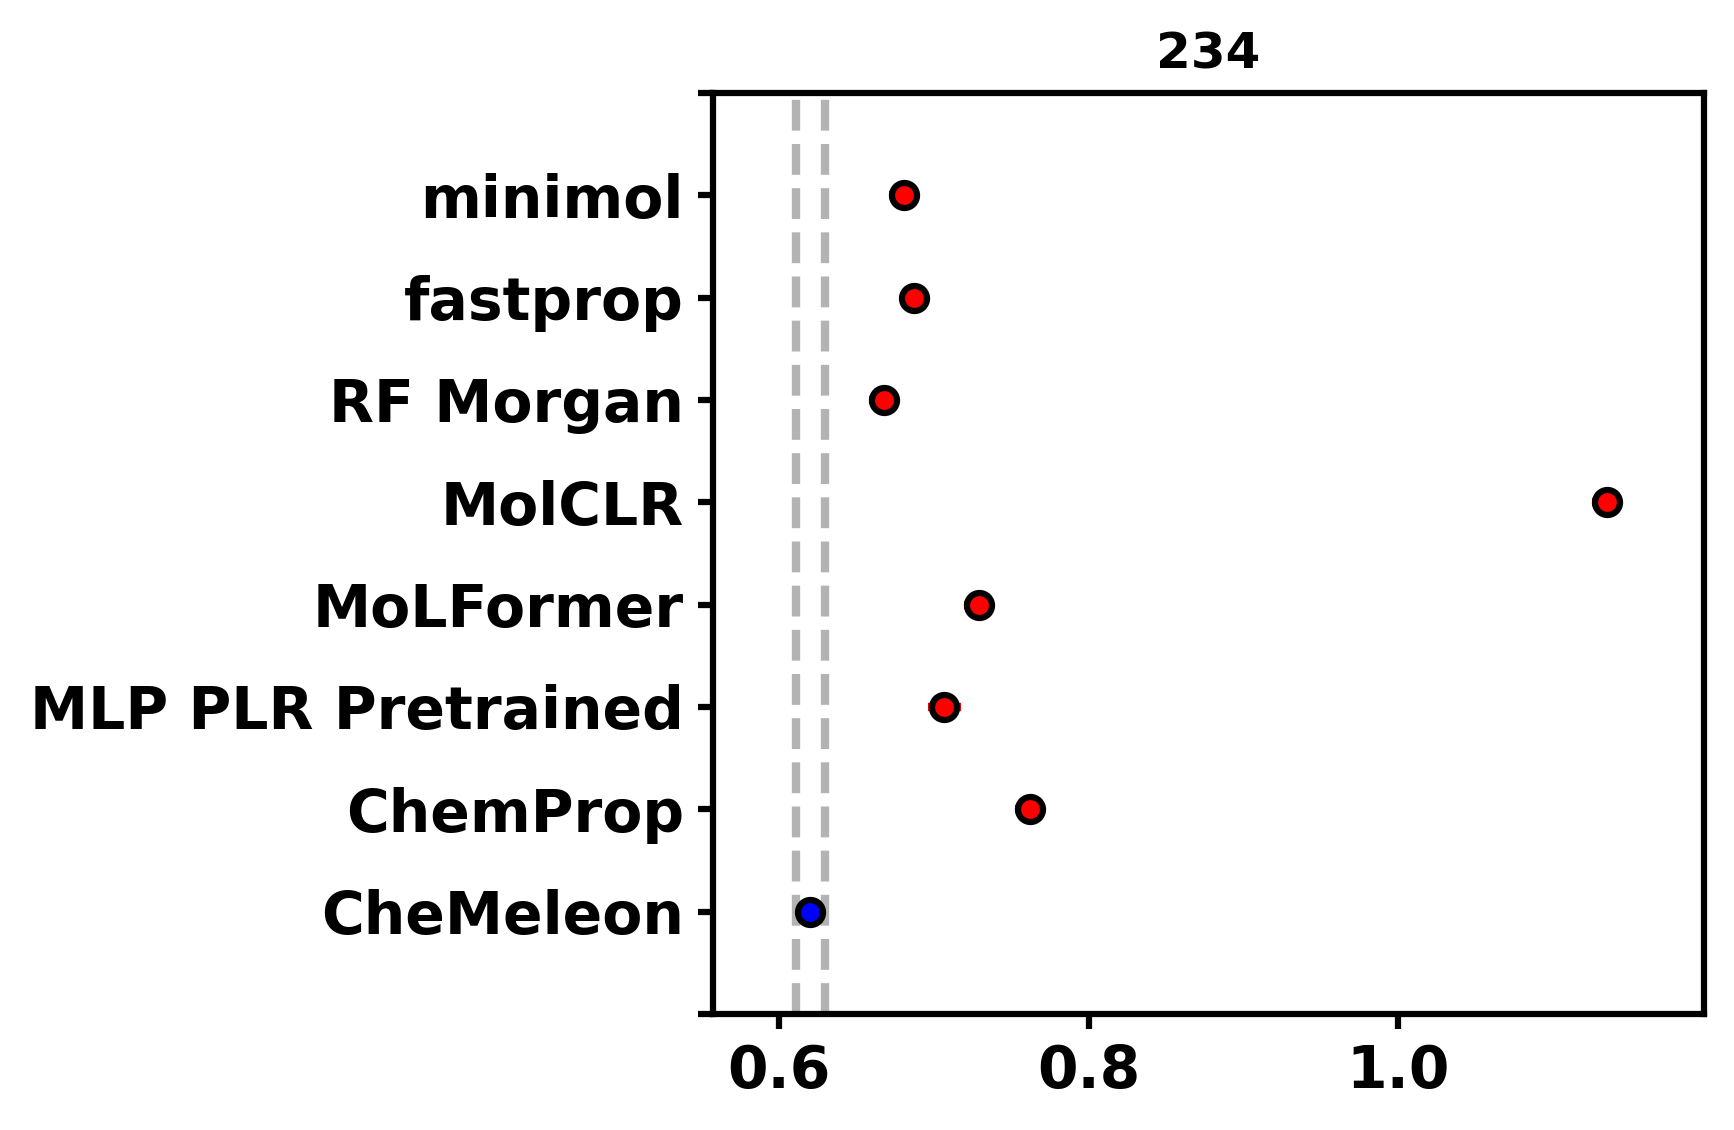 234
minimol
fastprop
RF Morgan
MolCLR
MoLFormer
MLP PLR Pretrained
ChemProp
CheMeleon
0.6 0.8 1.0